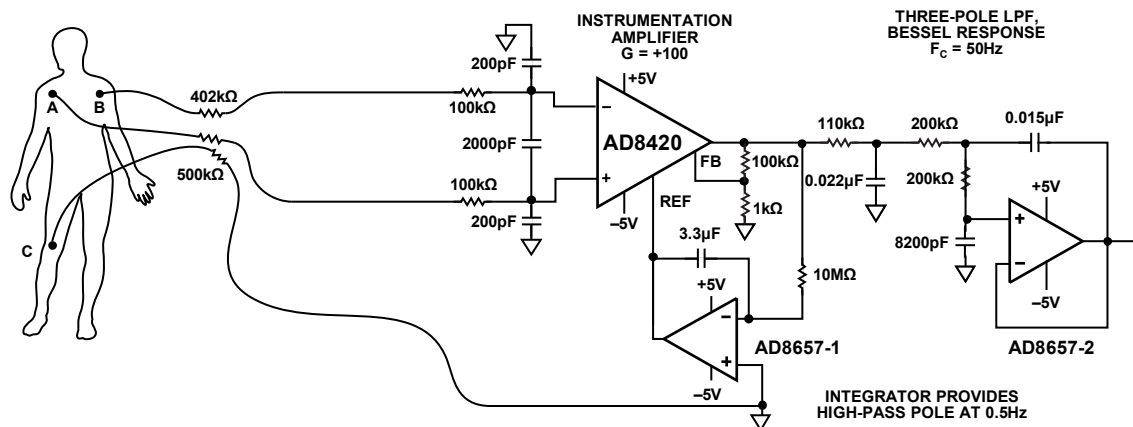 INSTRUMENTATION
AMPLIFIER
G = +100
THREE-POLE LPF,
BESSEL RESPONSE
F_C = 50Hz
200pF
+5V
402kΩ
A
B
100kΩ
–
AD8420
2000pF
FB
100kΩ
110kΩ
200kΩ
0.015µF
500kΩ
100kΩ
+
–5V
REF
1kΩ
0.022µF
200kΩ
+5V
200pF
3.3µF
+
8200pF
–
C
10MΩ
–5V
+5V
–
AD8657-1
AD8657-2
+
–5V
INTEGRATOR PROVIDES
HIGH-PASS POLE AT 0.5Hz